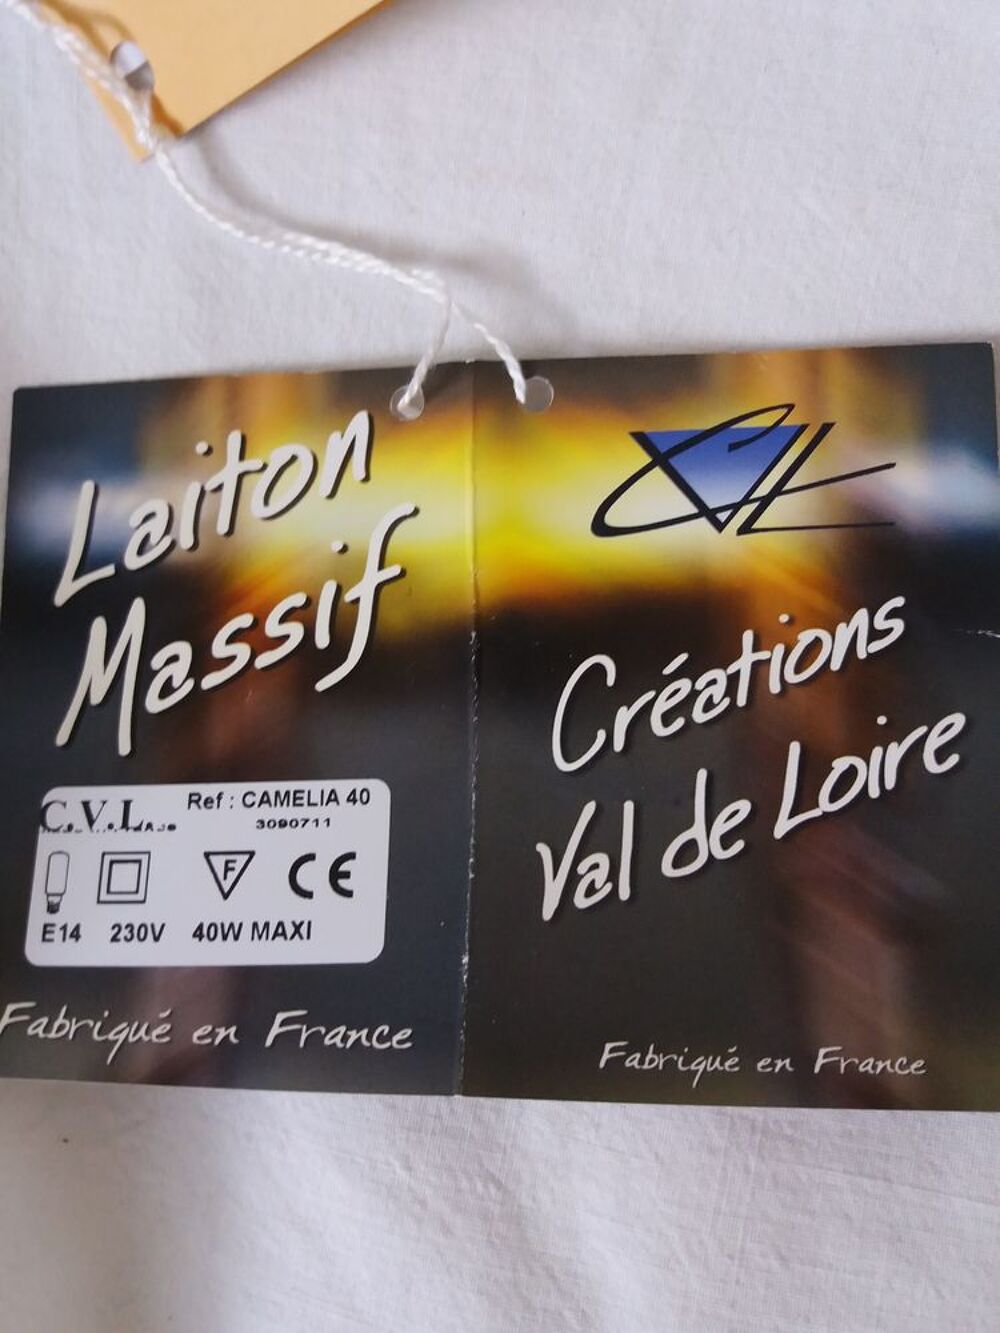 Laiton
Massif
C.V.L.
Ref : CAMELIA 40
3090711
F
CE
E14 230V 40W MAXI
Fabriqué en France
CVL
Créations
Val de Loire
Fabriqué en France